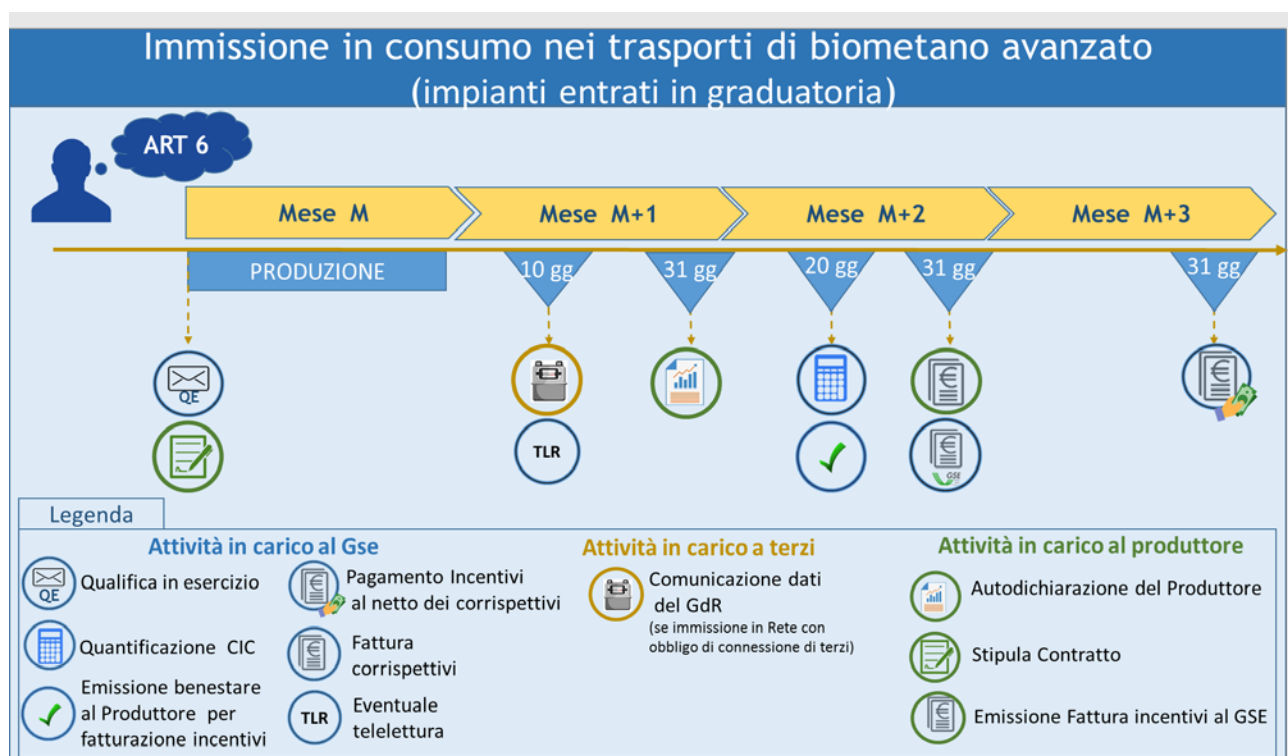 Immissione in consumo nei trasporti di biometano avanzato
(impianti entrati in graduatoria)
ART 6
Mese M
Mese M+1
Mese M+2
Mese M+3
PRODUZIONE
10 gg
31 gg
20 gg
31 gg
31 gg
QE
TLR
GSE
Legenda
Attività in carico al Gse
QE
Qualifica in esercizio
Quantificazione CIC
Emissione benestare
al Produttore per
fatturazione incentivi
Pagamento Incentivi
al netto dei corrispettivi
Fattura
corrispettivi
TLR
Eventuale
telelettura
Attività in carico a terzi
Comunicazione dati
del GdR
(se immissione in Rete con
obbligo di connessione di terzi)
Attività in carico al produttore
Autodichiarazione del Produttore
Stipula Contratto
Emissione Fattura incentivi al GSE